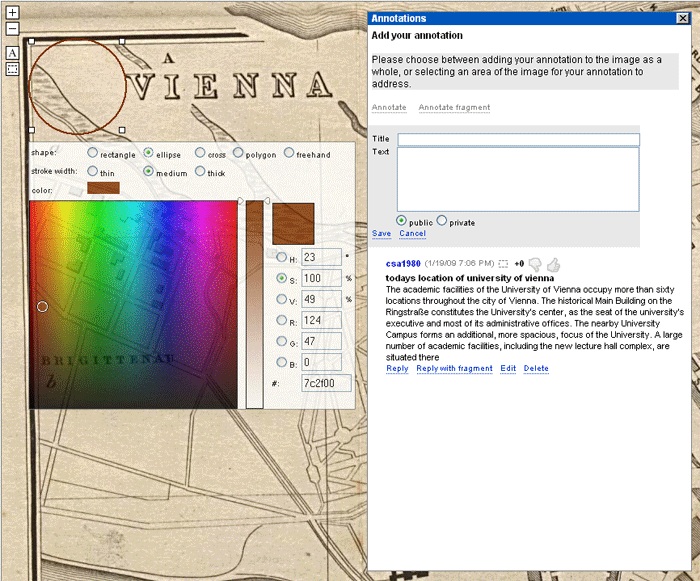 +
−
A
A
VIENNA
BRIGITTENAU
b
shape: rectangle ellipse cross polygon freehand
stroke width: thin medium thick
color:
H: 23 °
S: 100 %
V: 49 %
R: 124
G: 47
B: 0
#: 7c2f00
Annotations
Add your annotation
Please choose between adding your annotation to the image as a
whole, or selecting an area of the image for your annotation to
address.
Annotate Annotate fragment
Title
Text
public private
Save Cancel
csa1980 (1/19/09 7:06 PM) +0
todays location of university of vienna
The academic facilities of the University of Vienna occupy more than sixty
locations throughout the city of Vienna. The historical Main Building on the
Ringstraße constitutes the University's center, as the seat of the university's
executive and most of its administrative offices. The nearby University
Campus forms an additional, more spacious, focus of the University. A large
number of academic facilities, including the new lecture hall complex, are
situated there
Reply Reply with fragment Edit Delete